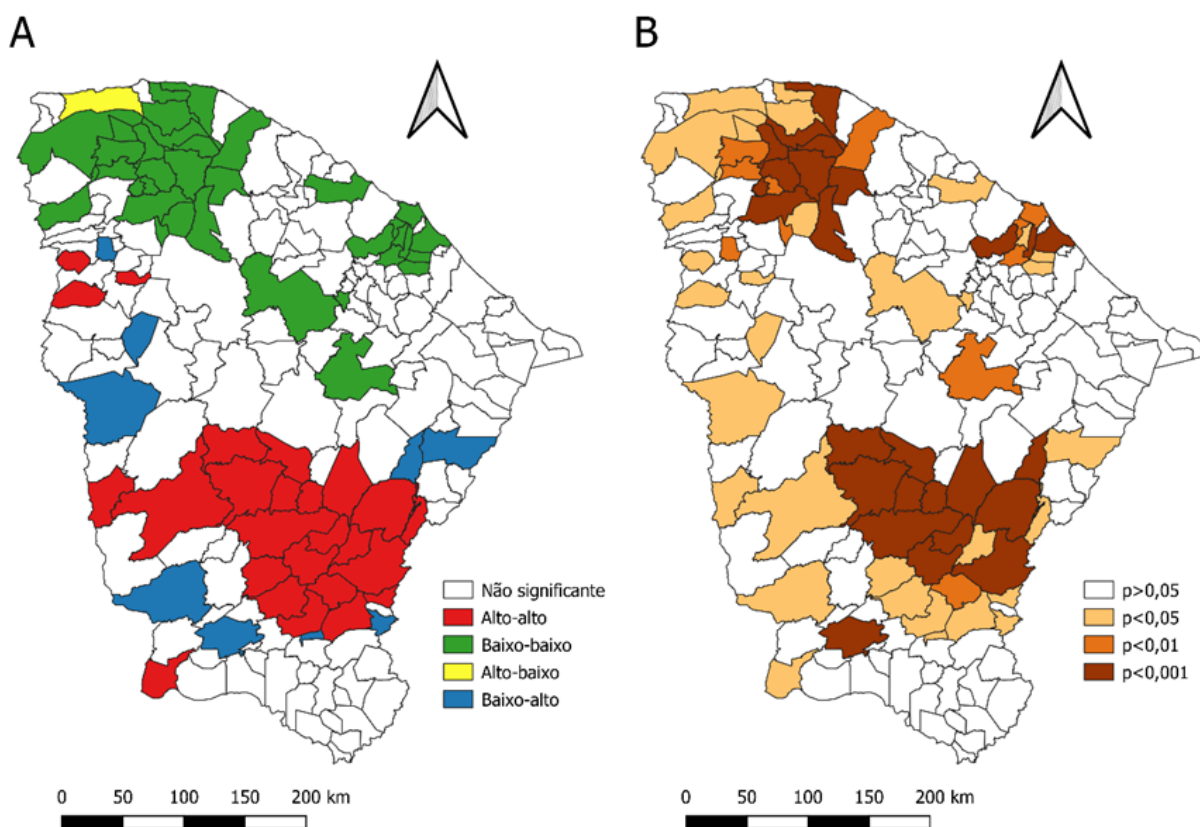 A
B
Não significante
Alto-alto
Baixo-baixo
Alto-baixo
Baixo-alto
p>0,05
p<0,05
p<0,01
p<0,001
0 50 100 150 200 km
0 50 100 150 200 km